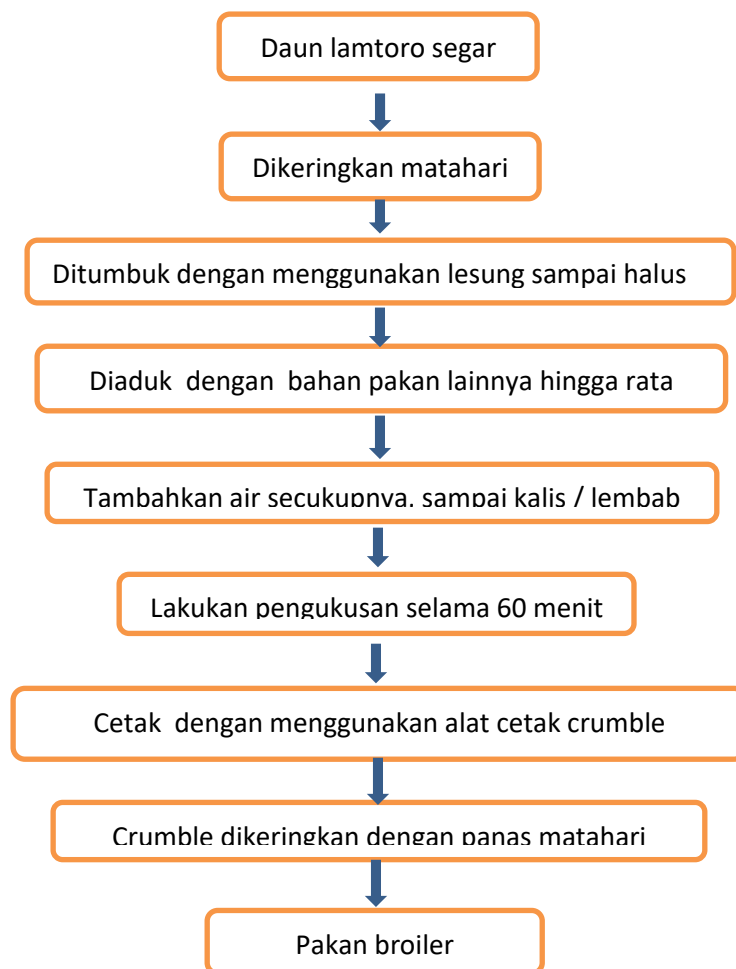 Daun lamtoro segar
Dikeringkan matahari
Ditumbuk dengan menggunakan lesung sampai halus
Diaduk dengan bahan pakan lainnya hingga rata
Tambahkan air secukupnya, sampai kalis / lembab
Lakukan pengukusan selama 60 menit
Cetak dengan menggunakan alat cetak crumble
Crumble dikeringkan dengan panas matahari
Pakan broiler